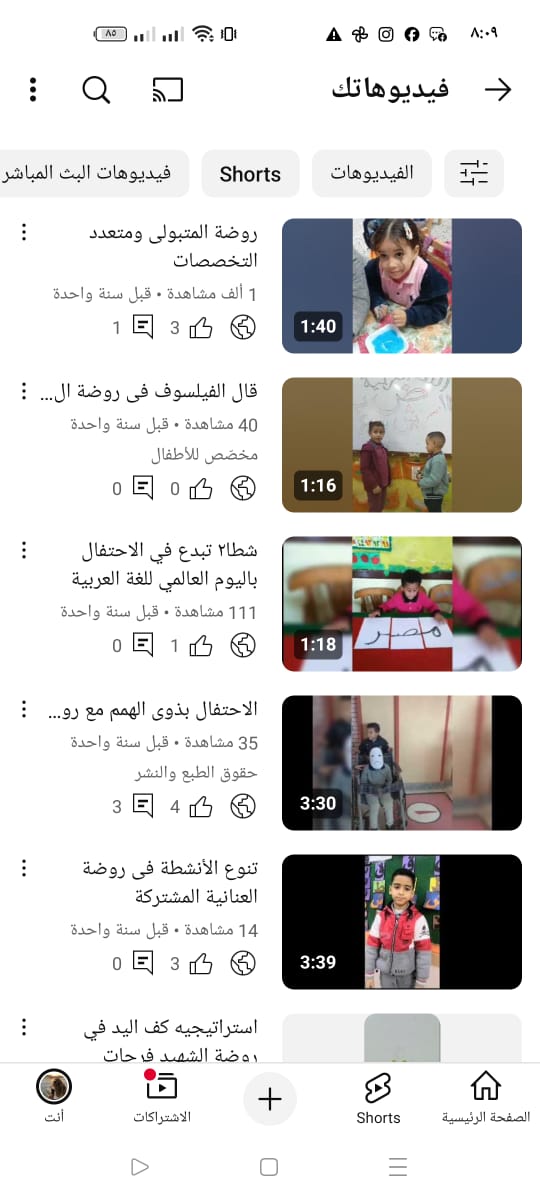 ٨:٠٩
٨٥
فيديوهاتك
الفيديوهات
Shorts
فيديوهات البث المباشر
روضة المتبولى ومتعدد
التخصصات
1 ألف مشاهدة • قبل سنة واحدة
3
1
1:40
قال الفيلسوف فى روضة ال...
40 مشاهدة • قبل سنة واحدة
مخصَص للأطفال
0
0
1:16
شطا٢ تبدع في الاحتفال
باليوم العالمي للغة العربية
111 مشاهدة • قبل سنة واحدة
1
0
مصر
1:18
الاحتفال بذوى الهمم مع رو...
35 مشاهدة • قبل سنة واحدة
حقوق الطبع والنشر
4
3
3:30
تنوع الأنشطة فى روضة
العنانية المشتركة
14 مشاهدة • قبل سنة واحدة
3
0
3:39
استراتيجيه كف اليد في
روضة الشهيد فرحات
الصفحة الرئيسية
Shorts
الاشتراكات
أنت